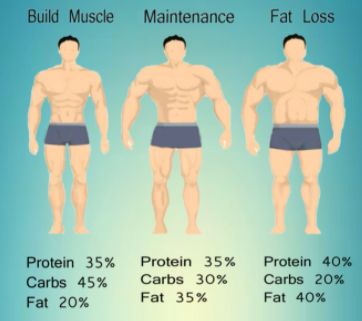 Build Muscle
Maintenance
Fat Loss
Protein 35%
Carbs 45%
Fat 20%
Protein 35%
Carbs 30%
Fat 35%
Protein 40%
Carbs 20%
Fat 40%